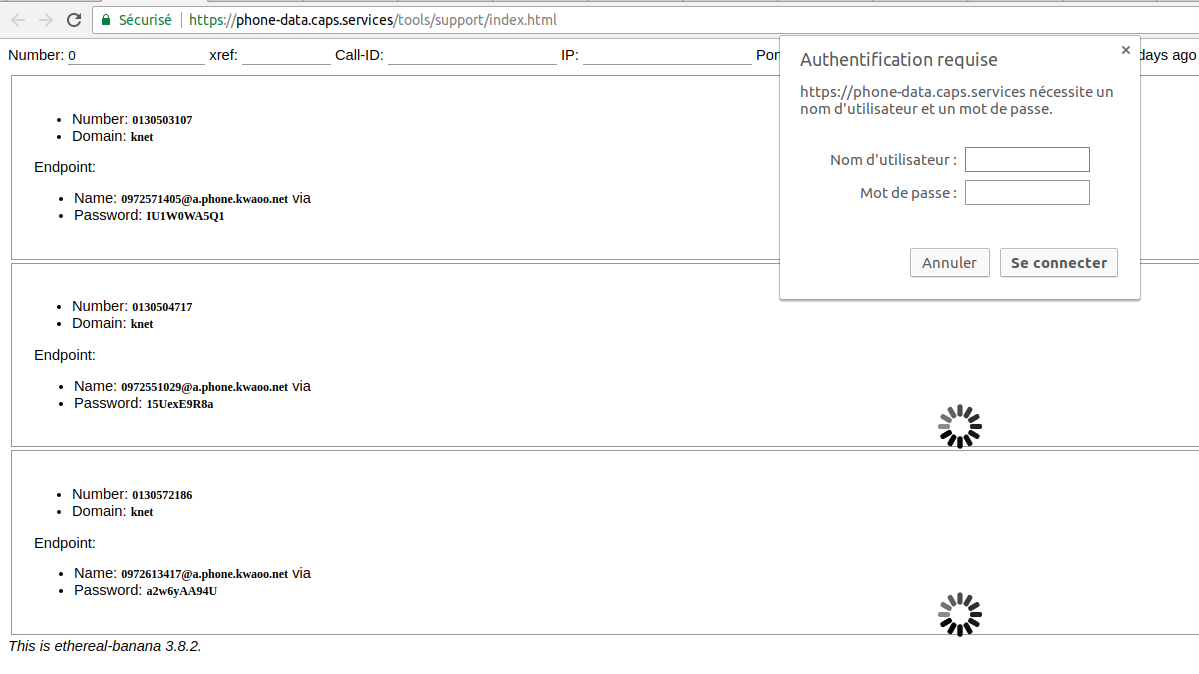 Sécurisé https://phone-data.caps.services/tools/support/index.html
Number: 0 xref: Call-ID: IP: days ago
Authentification requise
https://phone-data.caps.services nécessite un
nom d'utilisateur et un mot de passe.
Nom d'utilisateur :
Mot de passe :
Annuler Se connecter
Number: 0130503107
Domain: knet
Endpoint:
Name: 0972571405@a.phone.kwaoo.net via
Password: IU1W0WA5Q1
Number: 0130504717
Domain: knet
Endpoint:
Name: 0972551029@a.phone.kwaoo.net via
Password: 15UexE9R8a
Number: 0130572186
Domain: knet
Endpoint:
Name: 0972613417@a.phone.kwaoo.net via
Password: a2w6yAA94U
This is ethereal-banana 3.8.2.